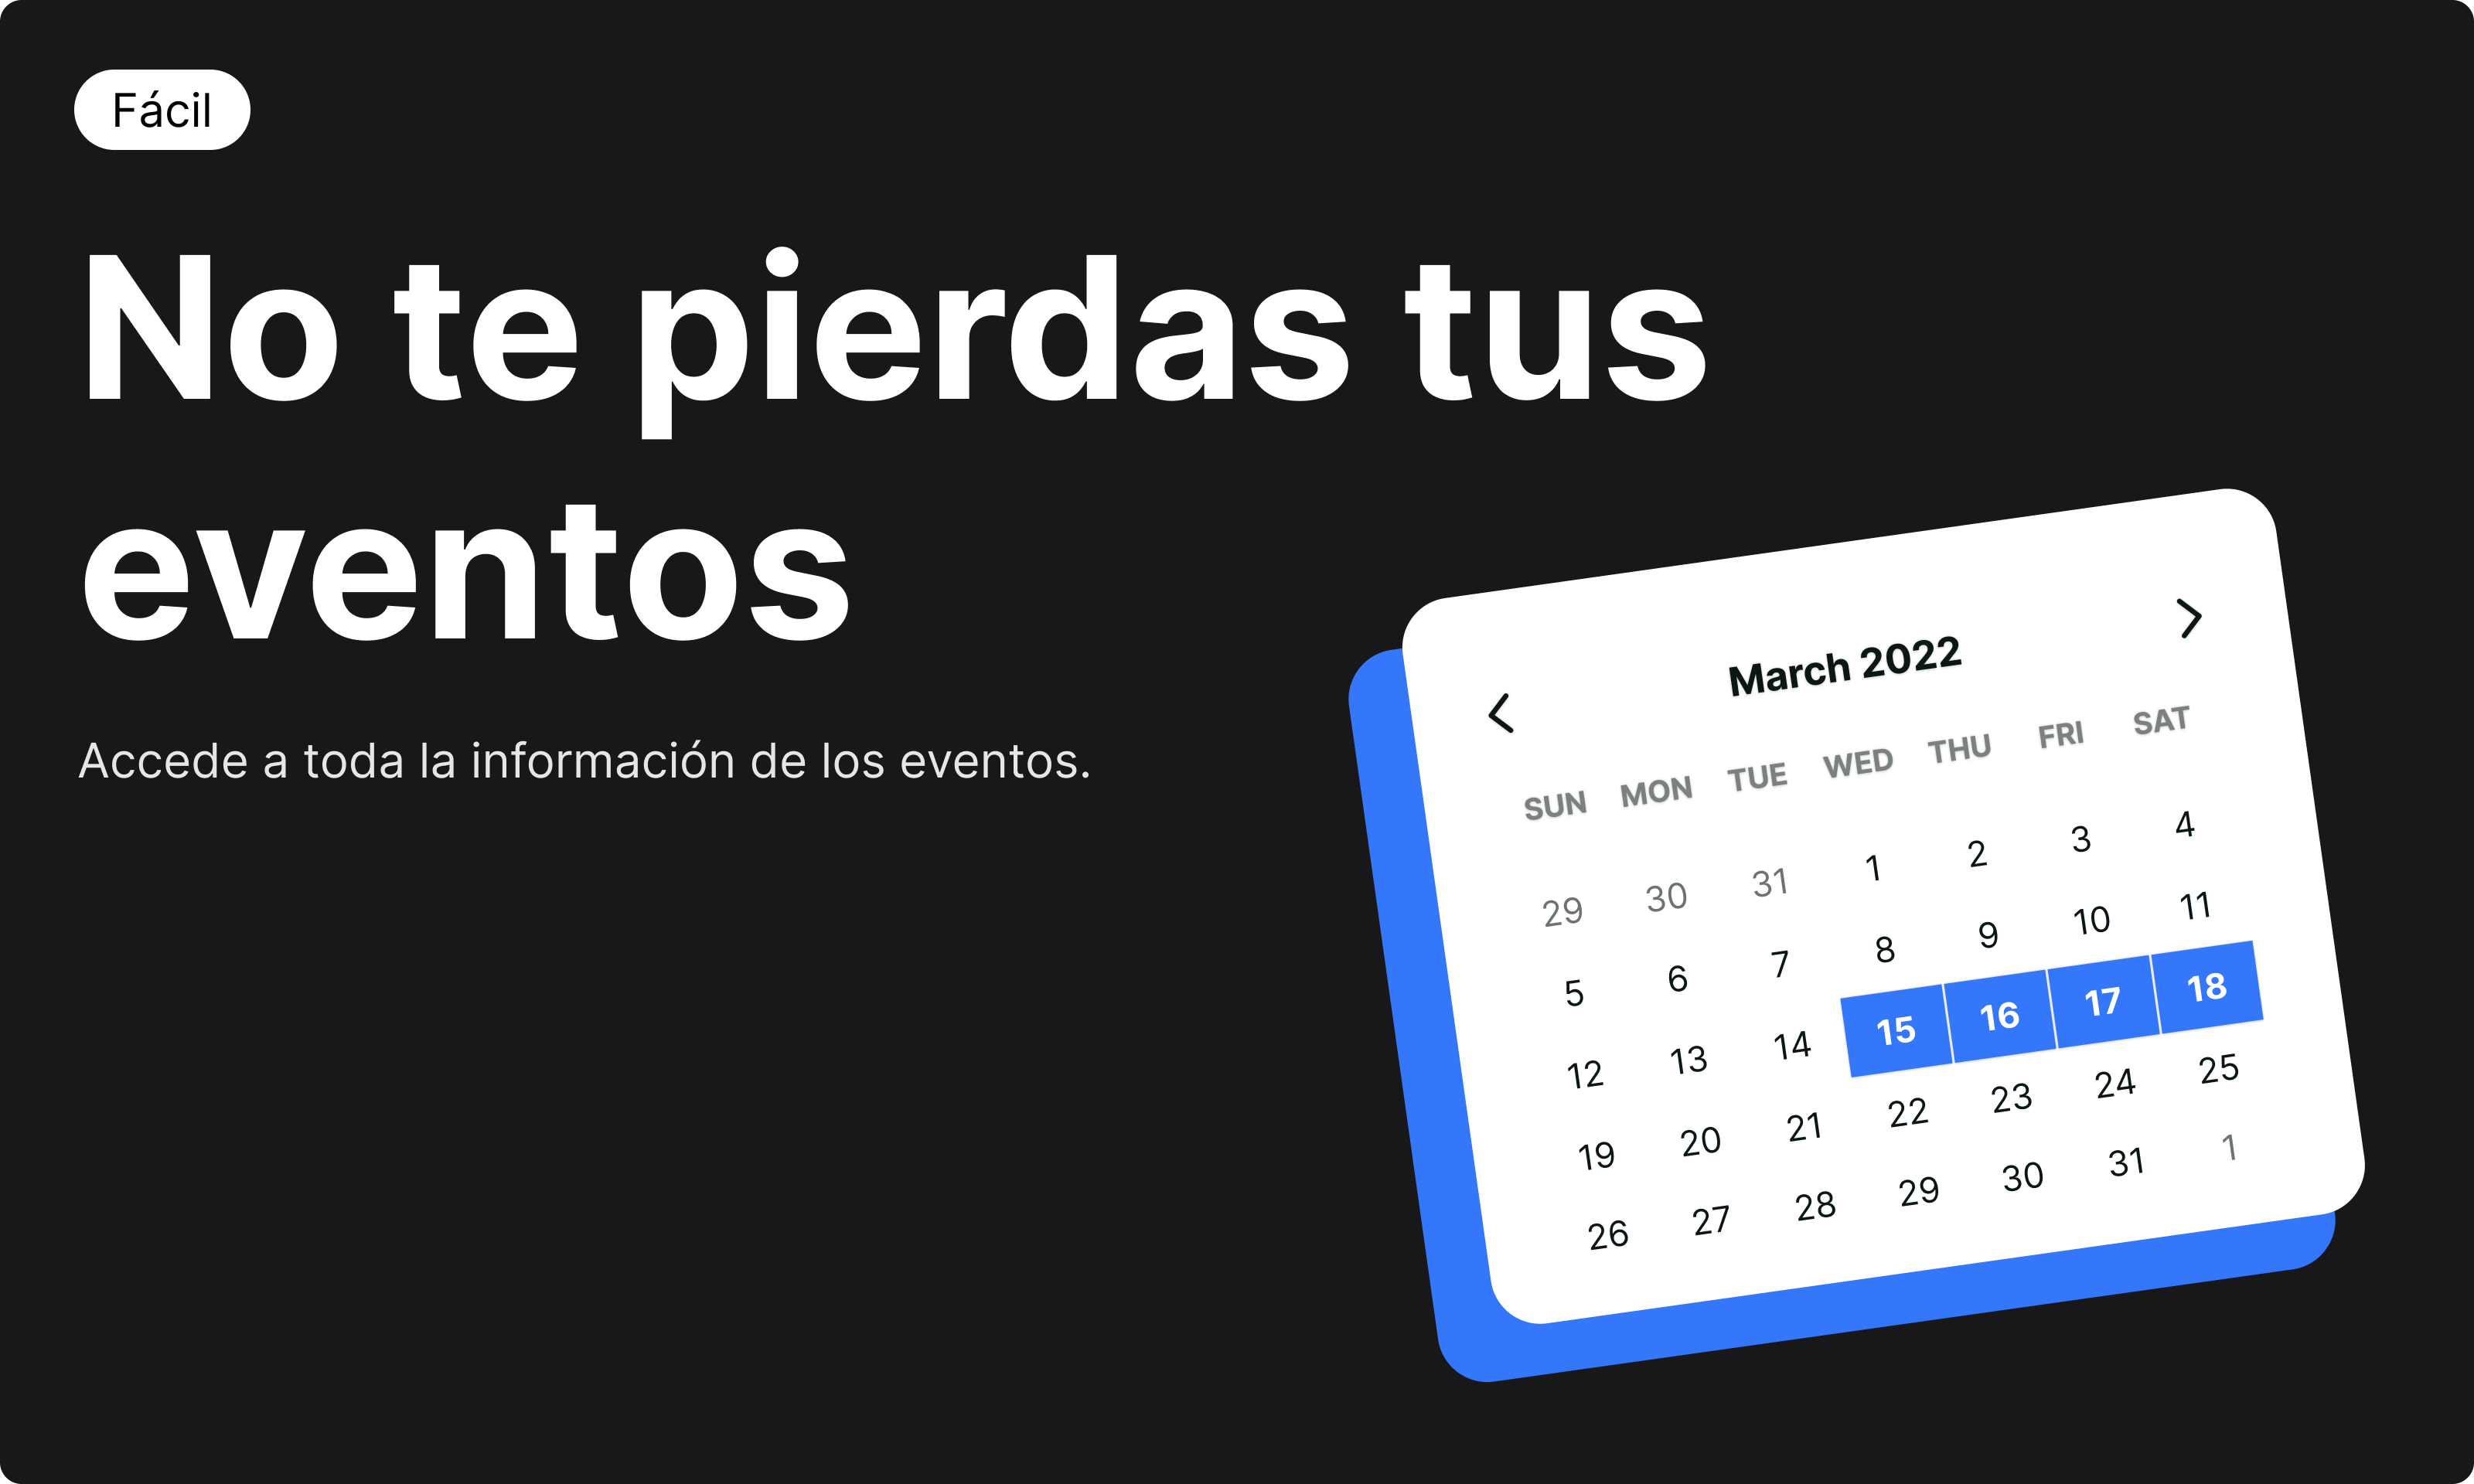 Fácil
No te pierdas tus
eventos
Accede a toda la información de los eventos.
March 2022
SUN MON TUE WED THU FRI SAT
29 30 31 1 2 3 4
5 6 7 8 9 10 11
12 13 14 15 16 17 18
19 20 21 22 23 24 25
26 27 28 29 30 31 1